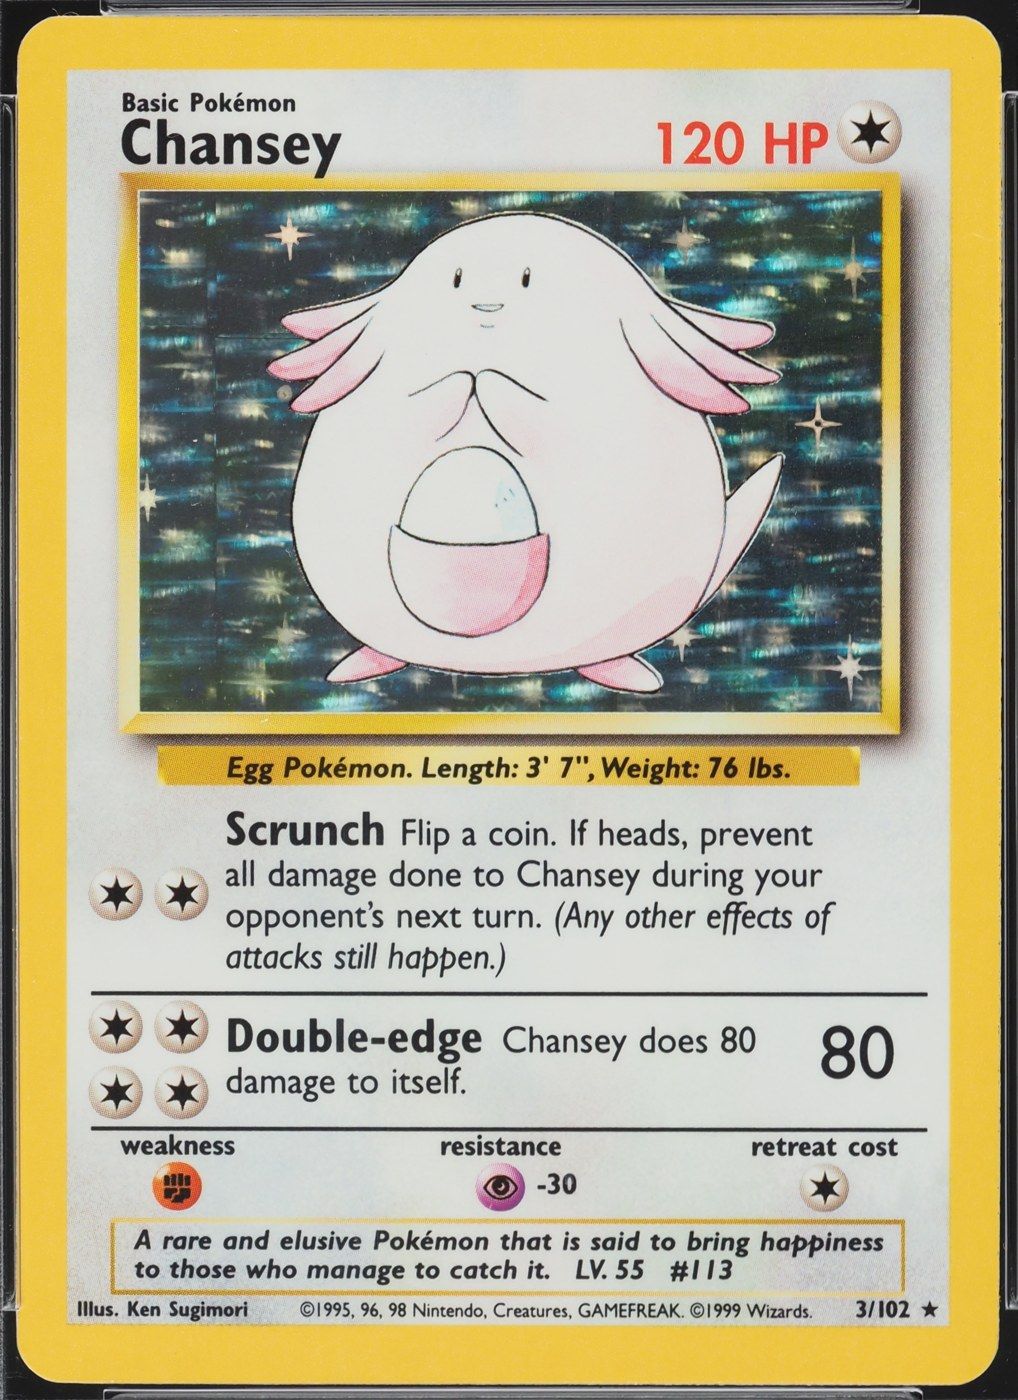 Basic Pokémon
Chansey
120 HP
Egg Pokémon. Length: 3' 7", Weight: 76 lbs.
Scrunch Flip a coin. If heads, prevent
all damage done to Chansey during your
opponent's next turn. (Any other effects of
attacks still happen.)
Double-edge Chansey does 80
damage to itself.
80
weakness
resistance
retreat cost
-30
A rare and elusive Pokémon that is said to bring happiness
to those who manage to catch it. LV. 55 #113
Illus. Ken Sugimori ©1995, 96, 98 Nintendo, Creatures, GAMEFREAK. ©1999 Wizards. 3/102 ★